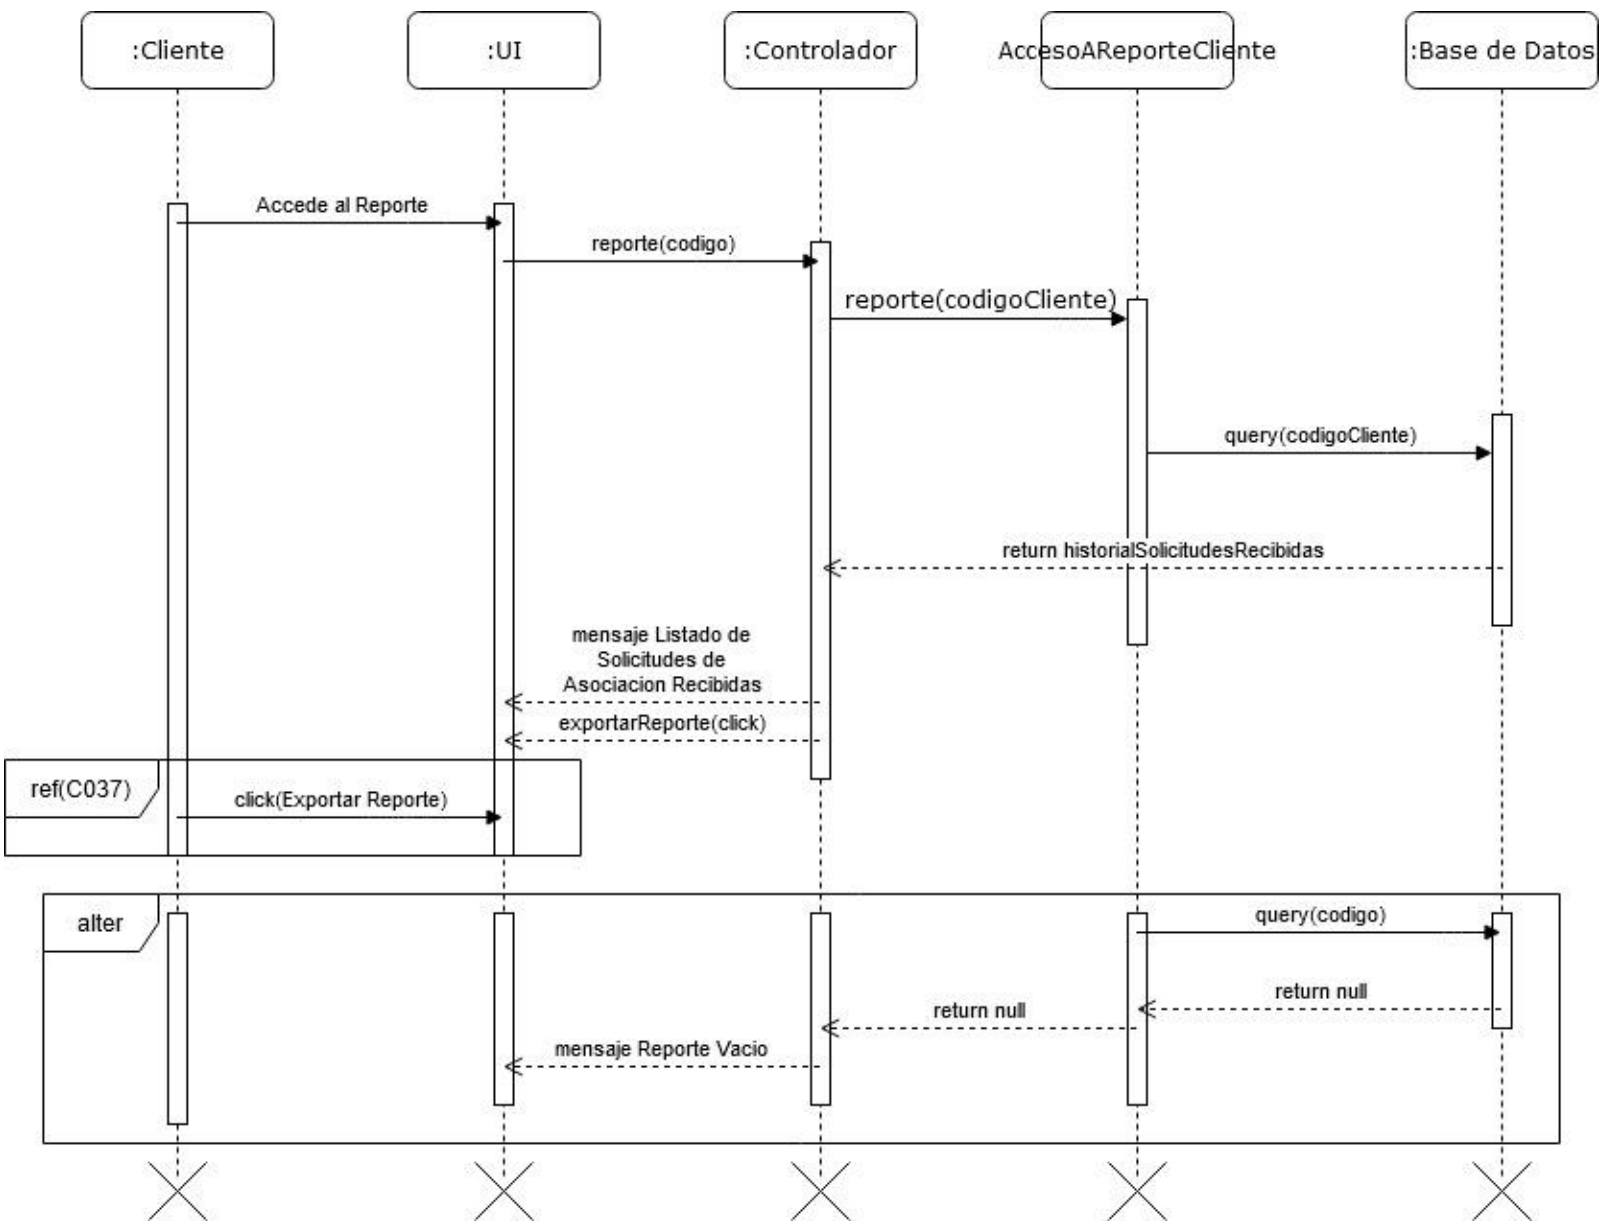 :Cliente
:UI
:Controlador
AccesoAReporteCliente
:Base de Datos
Accede al Reporte
reporte(codigo)
reporte(codigoCliente)
query(codigoCliente)
return historialSolicitudesRecibidas
mensaje Listado de
Solicitudes de
Asociacion Recibidas
exportarReporte(click)
ref(C037)
click(Exportar Reporte)
alter
query(codigo)
return null
return null
mensaje Reporte Vacio